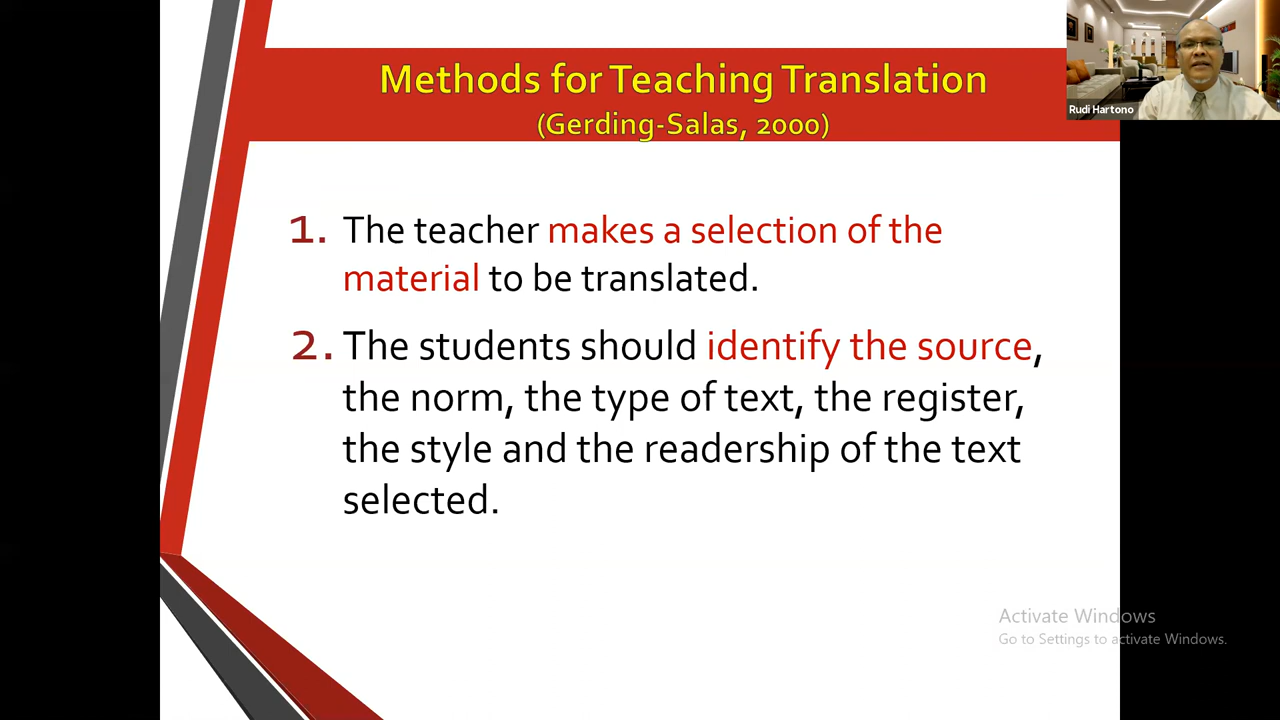 Methods for Teaching Translation
(Gerding-Salas, 2000)
Rudi Hartono
1. The teacher makes a selection of the
material to be translated.
2. The students should identify the source,
the norm, the type of text, the register,
the style and the readership of the text
selected.
Activate Windows
Go to Settings to activate Windows.